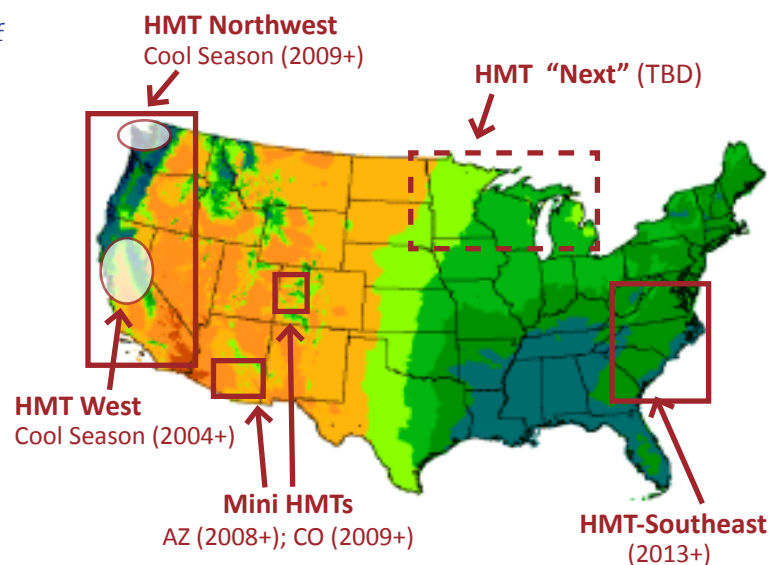 HMT Northwest
Cool Season (2009+)
HMT “Next” (TBD)
HMT West
Cool Season (2004+)
Mini HMTs
AZ (2008+); CO (2009+)
HMT-Southeast
(2013+)